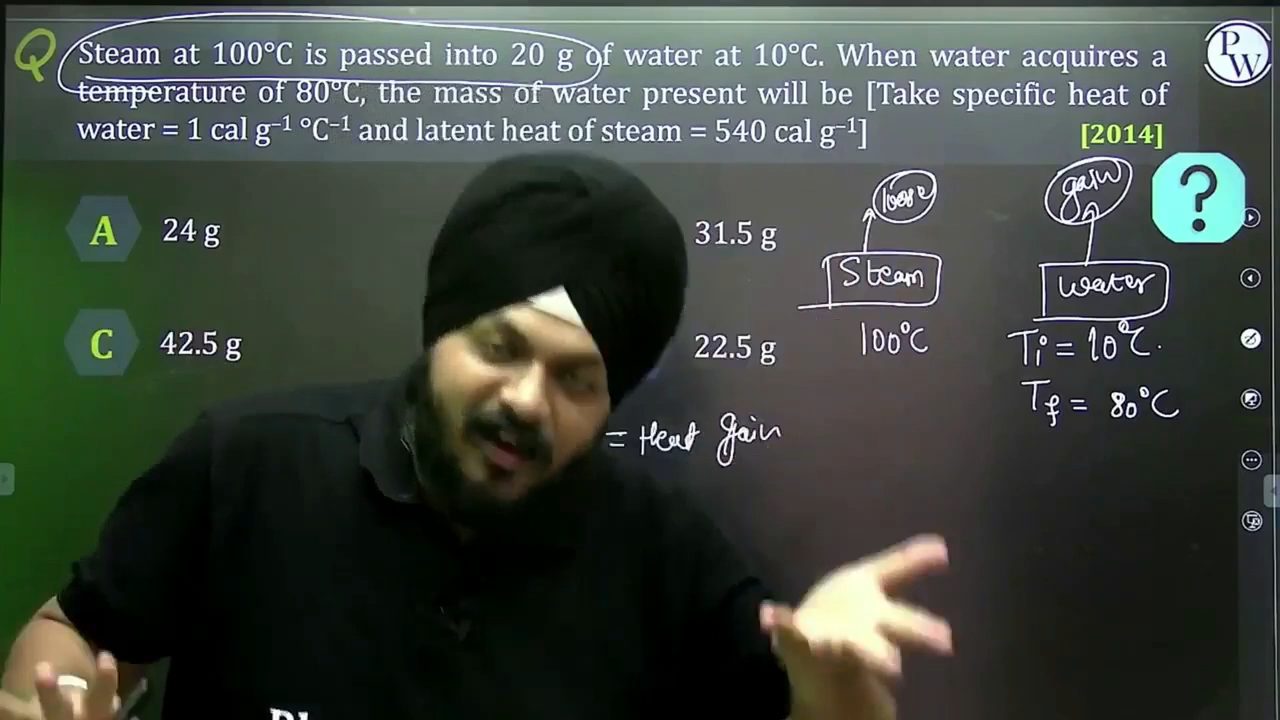 Q Steam at 100°C is passed into 20 g of water at 10°C. When water acquires a
temperature of 80°C, the mass of water present will be [Take specific heat of
water = 1 cal g⁻¹ °C⁻¹ and latent heat of steam = 540 cal g⁻¹] [2014]
PW
A 24 g
31.5 g
C 42.5 g
22.5 g
lose
gain
Steam
Water
100°C
Ti = 10°C.
Tf = 80°C
= Heat gain
?